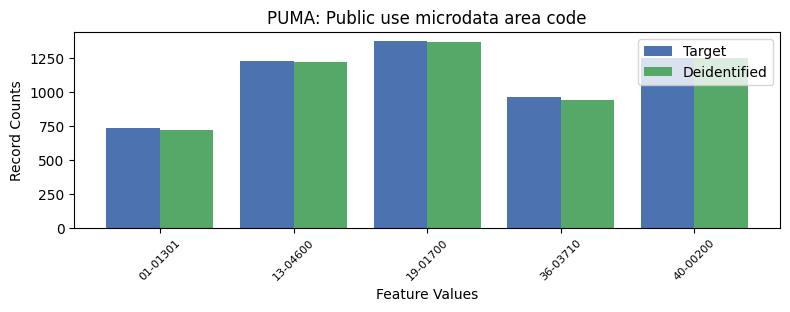 PUMA: Public use microdata area code
Record Counts
1250
1000
750
500
250
0
Target
Deidentified
01-01301
13-04600
19-01700
36-03710
40-00200
Feature Values